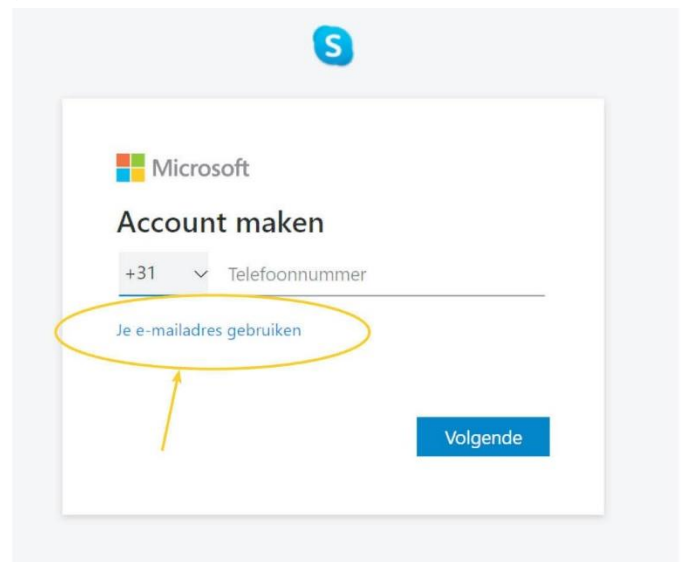 S
Microsoft
Account maken
+31 Telefoonnummer
Je e-mailadres gebruiken
Volgende